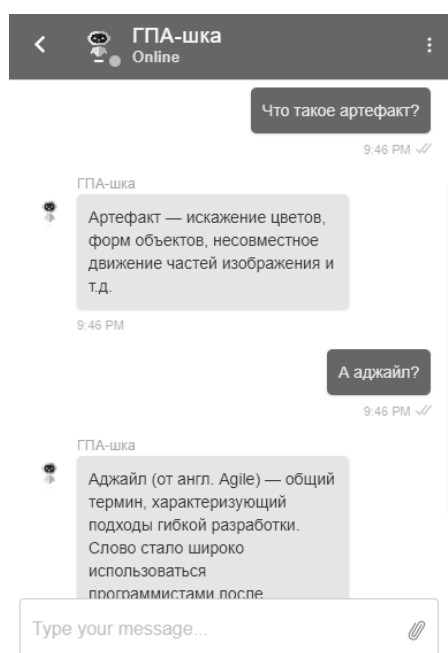 ГПА-шка
Online
Что такое артефакт?
9:46 PM
ГПА-шка
Артефакт — искажение цветов,
форм объектов, несовместное
движение частей изображения и
т.д.
9:46 PM
А аджайл?
9:46 PM
ГПА-шка
Аджайл (от англ. Agile) — общий
термин, характеризующий
подходы гибкой разработки.
Слово стало широко
использоваться
программистами после
Type your message...